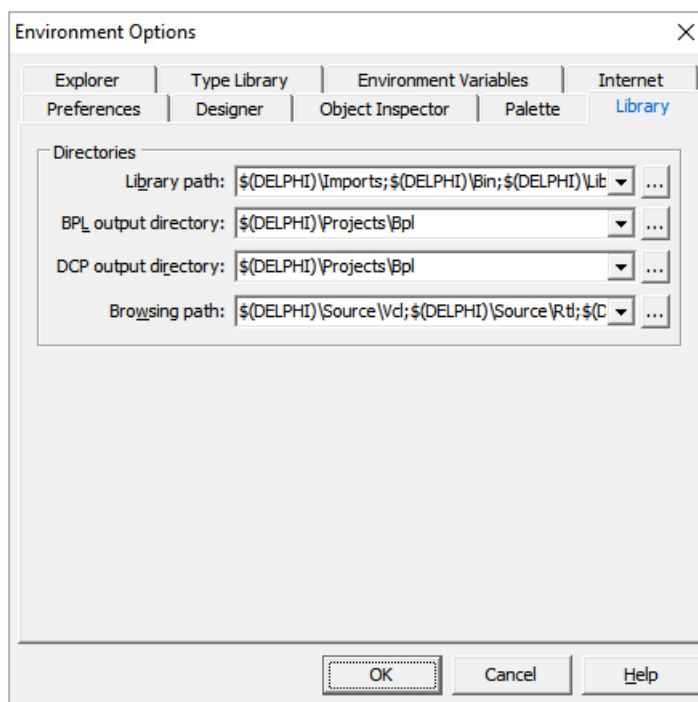 Environment Options
Explorer Type Library Environment Variables Internet
Preferences Designer Object Inspector Palette Library
Directories
Library path: $(DELPHI)\Imports;$(DELPHI)\Bin;$(DELPHI)\Lib ...
BPL output directory: $(DELPHI)\Projects\Bpl ...
DCP output directory: $(DELPHI)\Projects\Bpl ...
Browsing path: $(DELPHI)\Source\Vcl;$(DELPHI)\Source\Rtl;$(D ...
OK Cancel Help